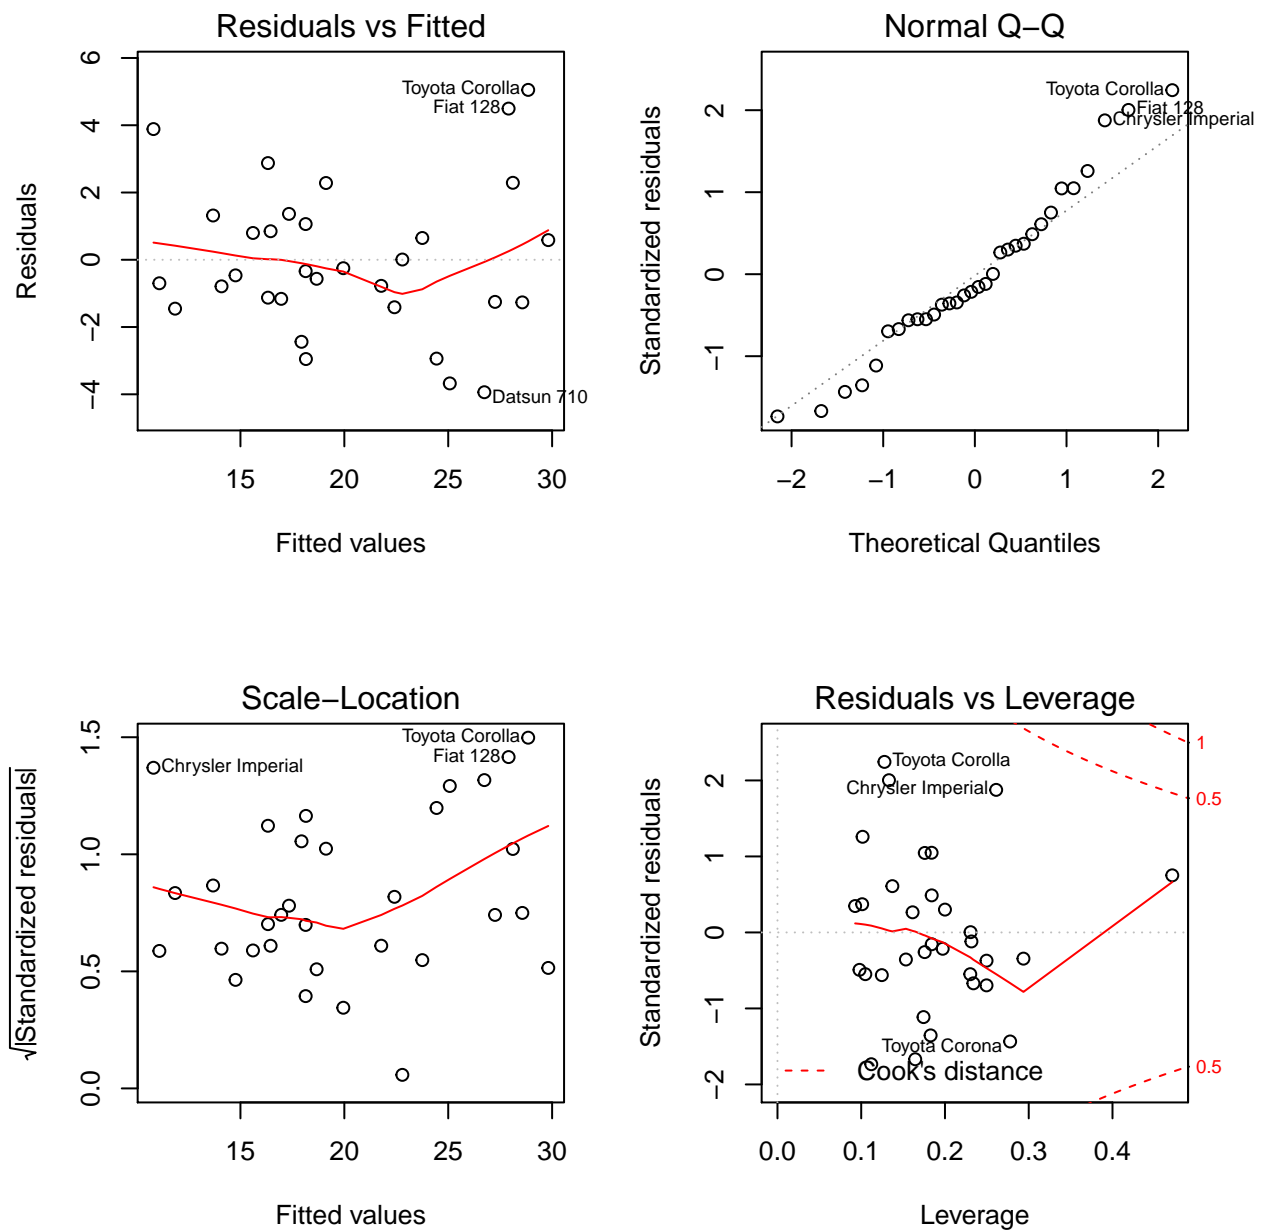 Residuals vs Fitted
Residuals
6
4
2
0
−2
−4
Toyota Corolla
Fiat 128
Datsun 710
15 20 25 30
Fitted values
Normal Q−Q
Standardized residuals
2
1
0
−1
Toyota Corolla
Fiat 128
Chrysler Imperial
−2 −1 0 1 2
Theoretical Quantiles
Scale−Location
√|Standardized residuals|
1.5
1.0
0.5
0.0
Toyota Corolla
Fiat 128
Chrysler Imperial
15 20 25 30
Fitted values
Residuals vs Leverage
Standardized residuals
2
1
0
−1
−2
1
0.5
0.5
Toyota Corolla
Chrysler Imperial
Toyota Corona
Cook's distance
0.0 0.1 0.2 0.3 0.4
Leverage